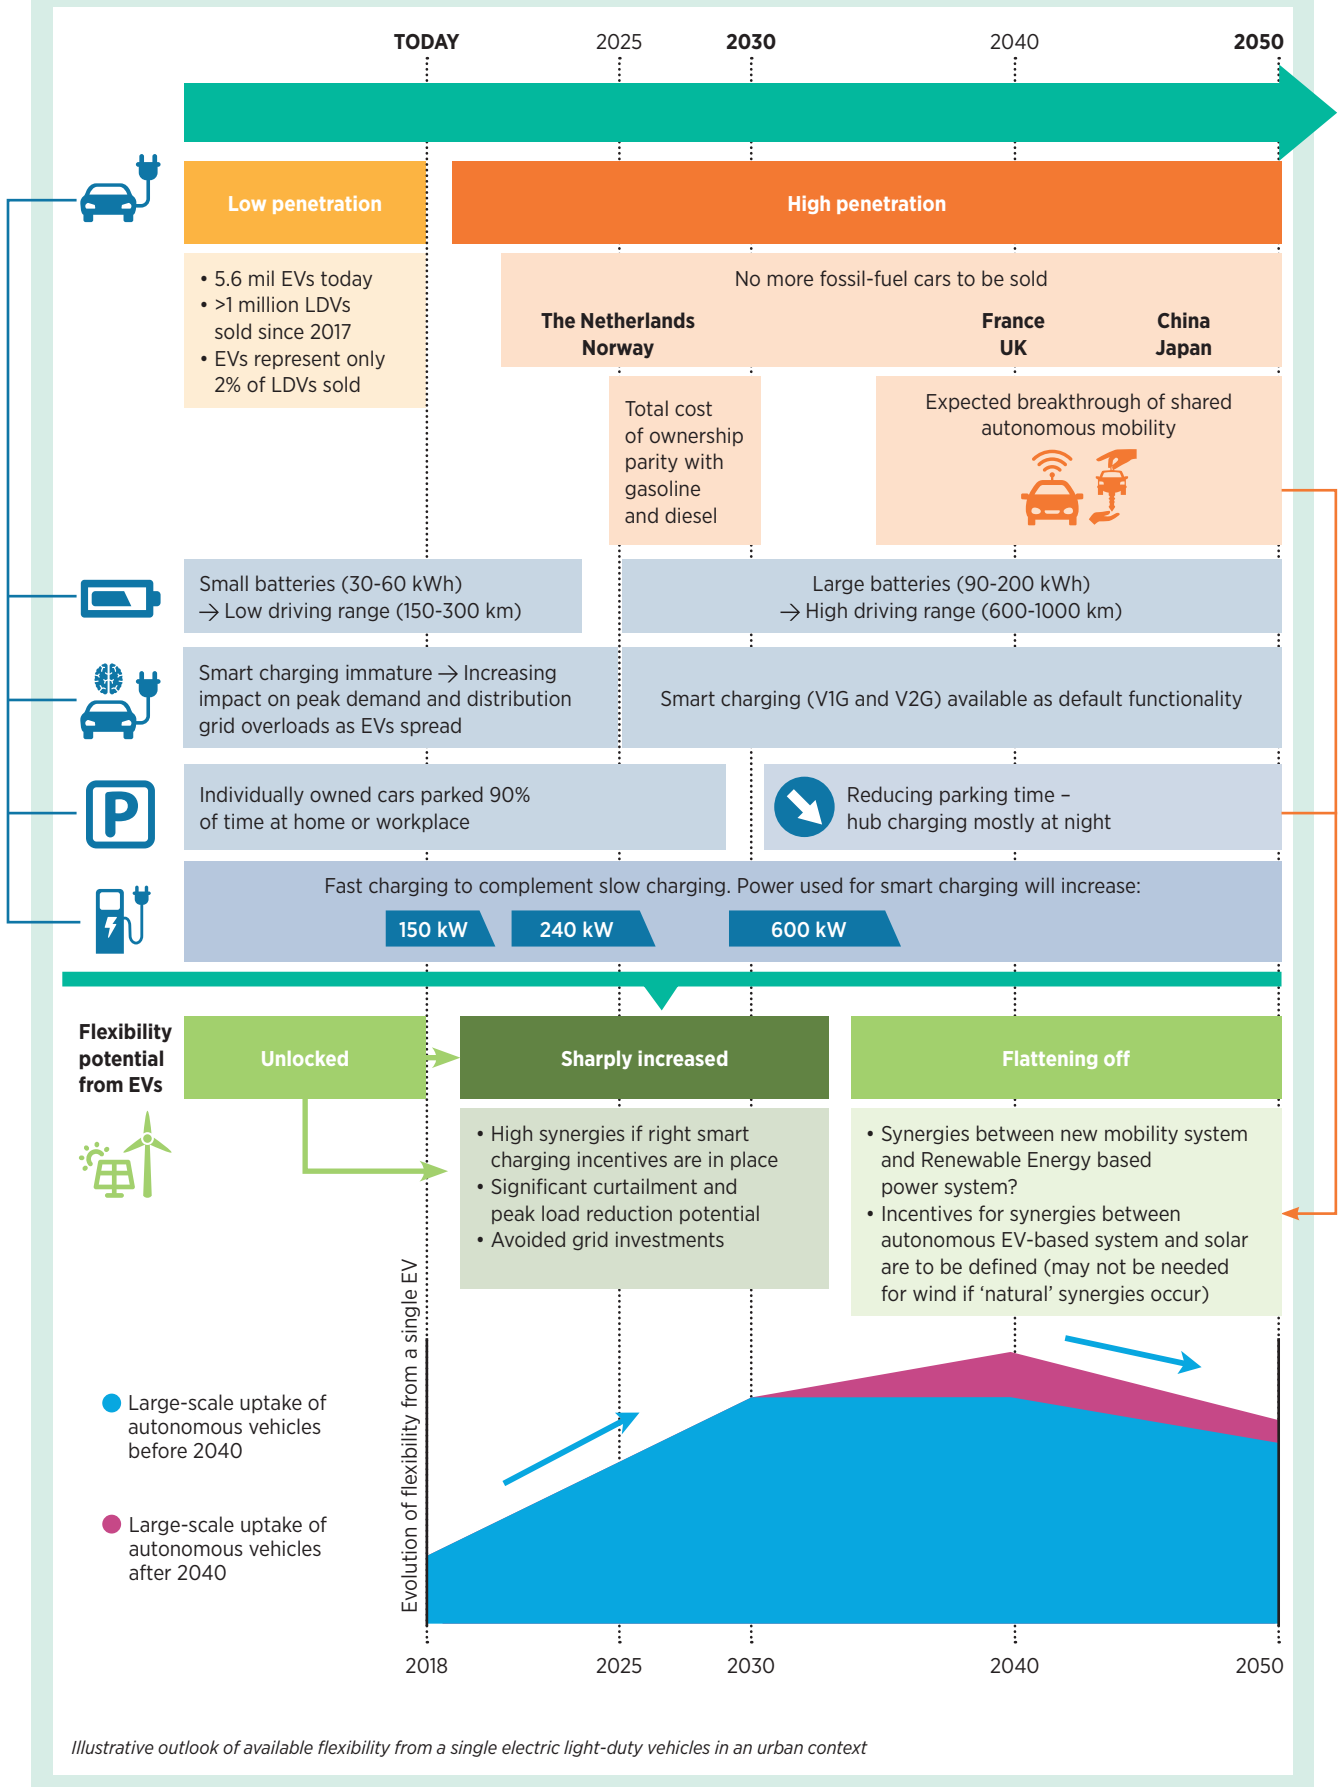 TODAY
2025
2030
2040
2050
Low penetration
High penetration
• 5.6 mil EVs today
• >1 million LDVs
sold since 2017
• EVs represent only
2% of LDVs sold
No more fossil-fuel cars to be sold
The Netherlands
Norway
France
UK
China
Japan
Total cost
of ownership
parity with
gasoline
and diesel
Expected breakthrough of shared
autonomous mobility
Small batteries (30-60 kWh)
→ Low driving range (150-300 km)
Large batteries (90-200 kWh)
→ High driving range (600-1000 km)
Smart charging immature → Increasing
impact on peak demand and distribution
grid overloads as EVs spread
Smart charging (V1G and V2G) available as default functionality
P
Individually owned cars parked 90%
of time at home or workplace
Reducing parking time –
hub charging mostly at night
Fast charging to complement slow charging. Power used for smart charging will increase:
150 kW
240 kW
600 kW
Flexibility
potential
from EVs
Unlocked
Sharply increased
Flattening off
• High synergies if right smart
charging incentives are in place
• Significant curtailment and
peak load reduction potential
• Avoided grid investments
• Synergies between new mobility system
and Renewable Energy based
power system?
• Incentives for synergies between
autonomous EV-based system and solar
are to be defined (may not be needed
for wind if ‘natural’ synergies occur)
Evolution of flexibility from a single EV
Large-scale uptake of
autonomous vehicles
before 2040
Large-scale uptake of
autonomous vehicles
after 2040
2018
2025
2030
2040
2050
Illustrative outlook of available flexibility from a single electric light-duty vehicles in an urban context